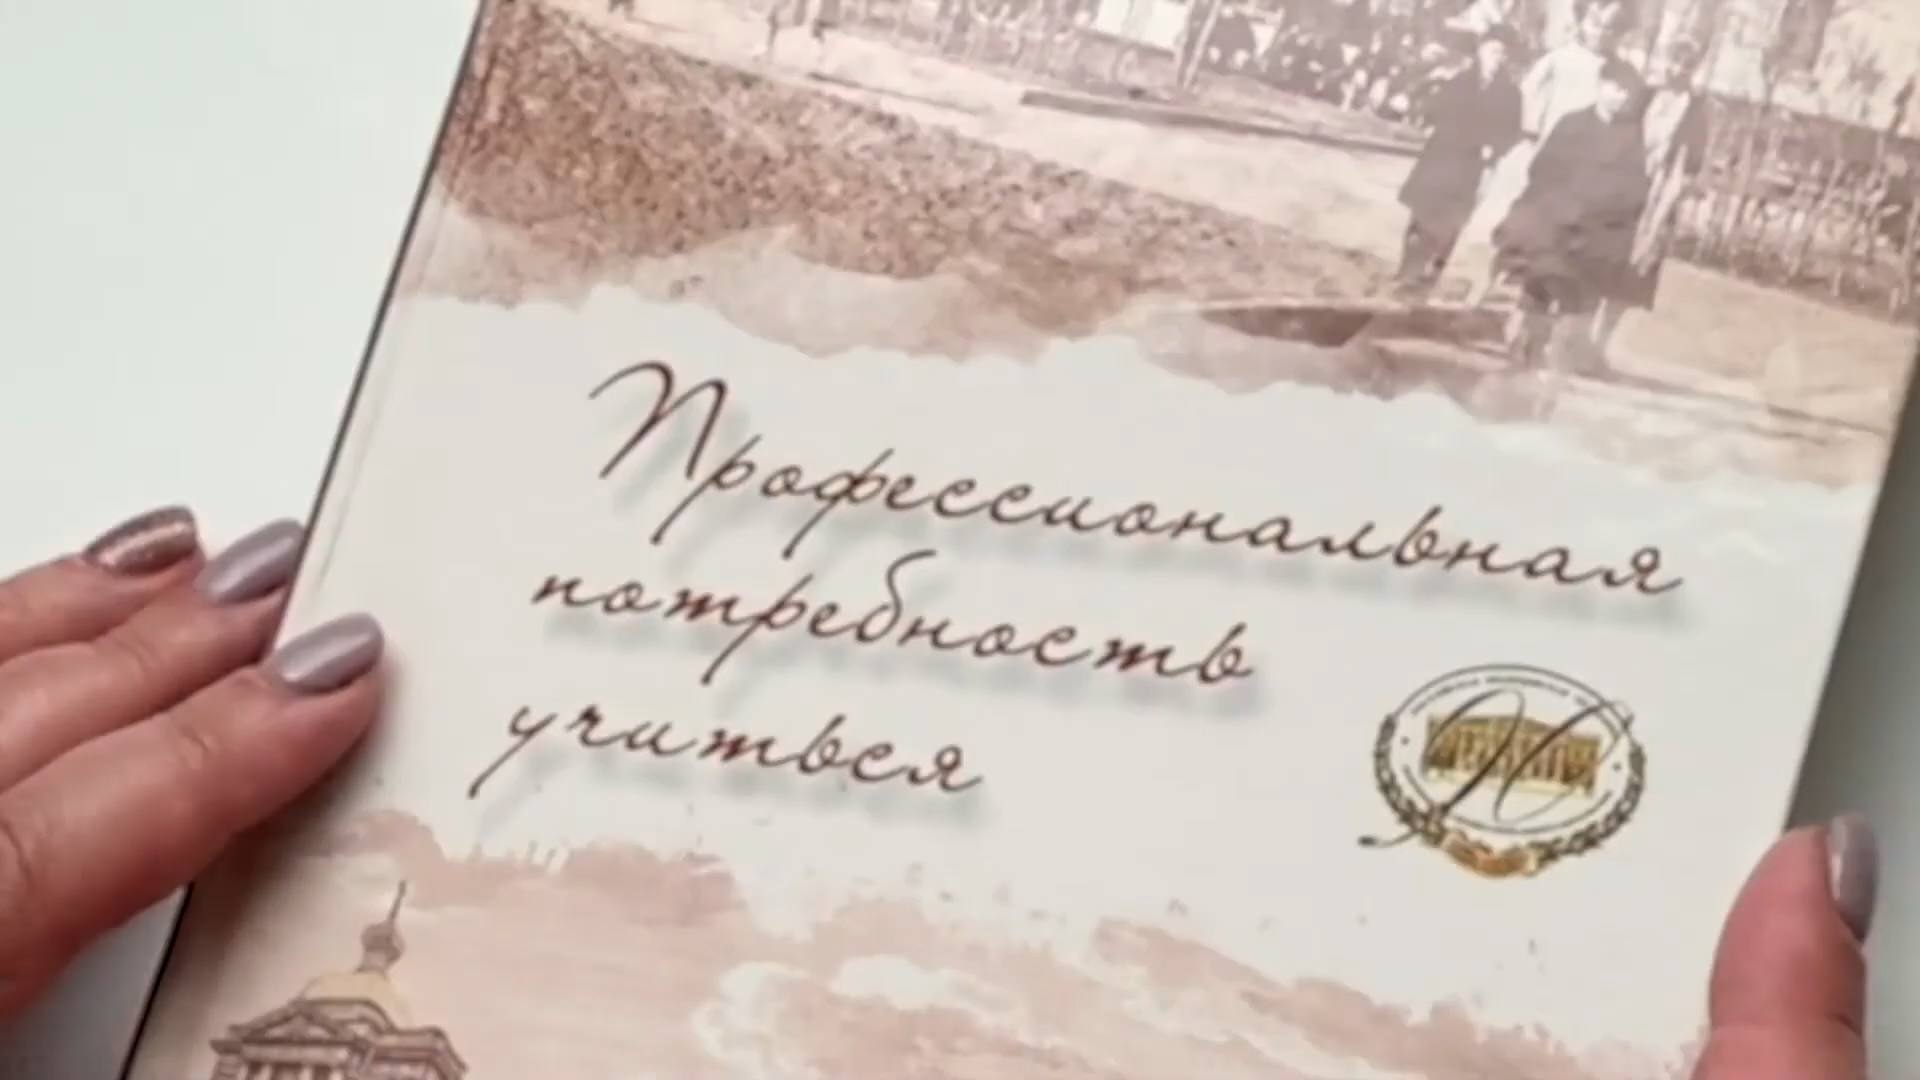 Профессиональная
потребность
учиться